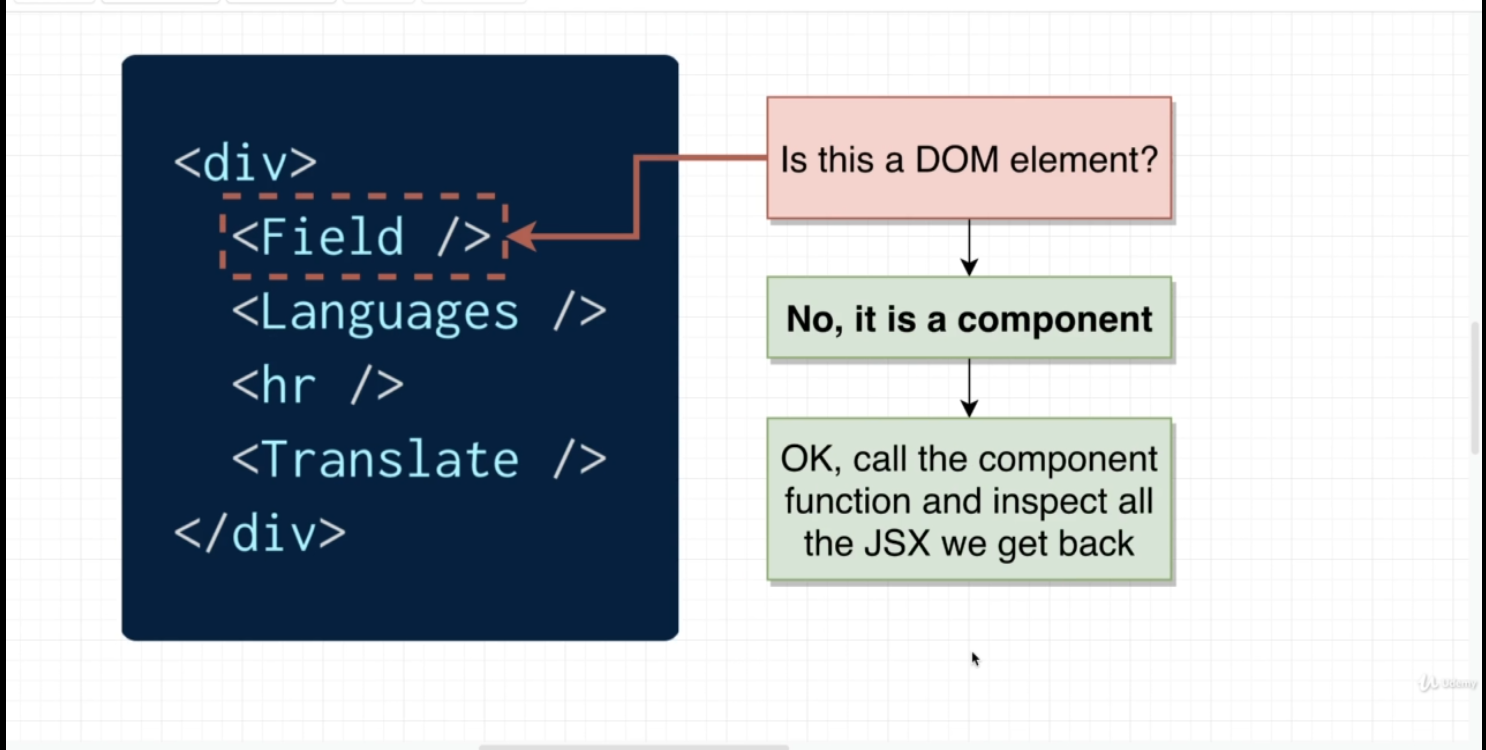 <div>
<Field />
<Languages />
<hr />
<Translate />
</div>
Is this a DOM element?
No, it is a component
OK, call the component
function and inspect all
the JSX we get back
Udemy